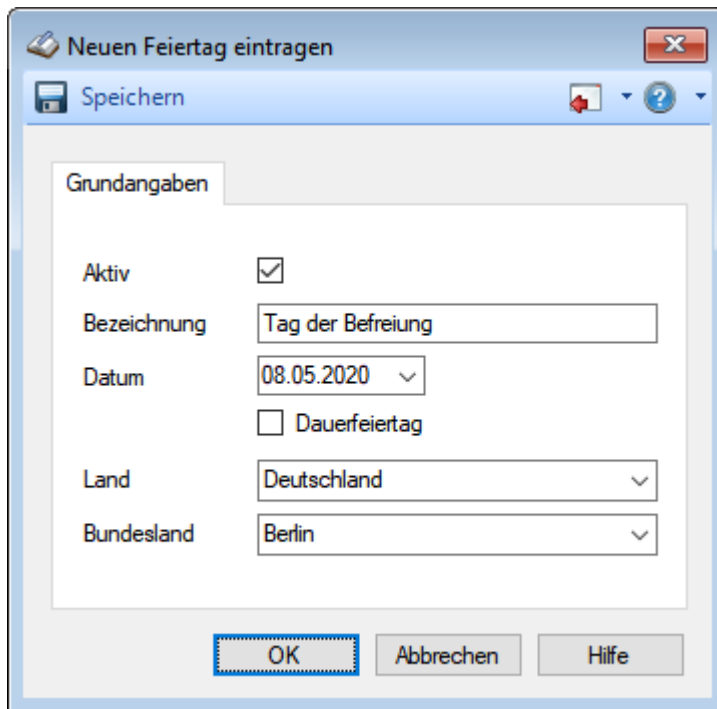 Neuen Feiertag eintragen
Speichern
Grundangaben
Aktiv
Bezeichnung Tag der Befreiung
Datum 08.05.2020
Dauerfeiertag
Land Deutschland
Bundesland Berlin
OK Abbrechen Hilfe